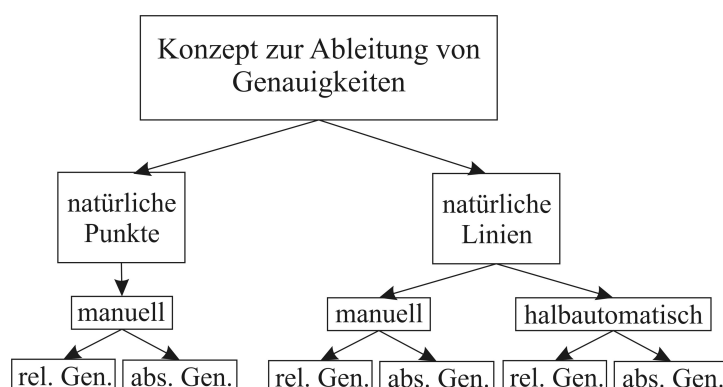 Konzept zur Ableitung von
Genauigkeiten
natürliche
Punkte
natürliche
Linien
manuell
manuell
halbautomatisch
rel. Gen.
abs. Gen.
rel. Gen.
abs. Gen.
rel. Gen.
abs. Gen.